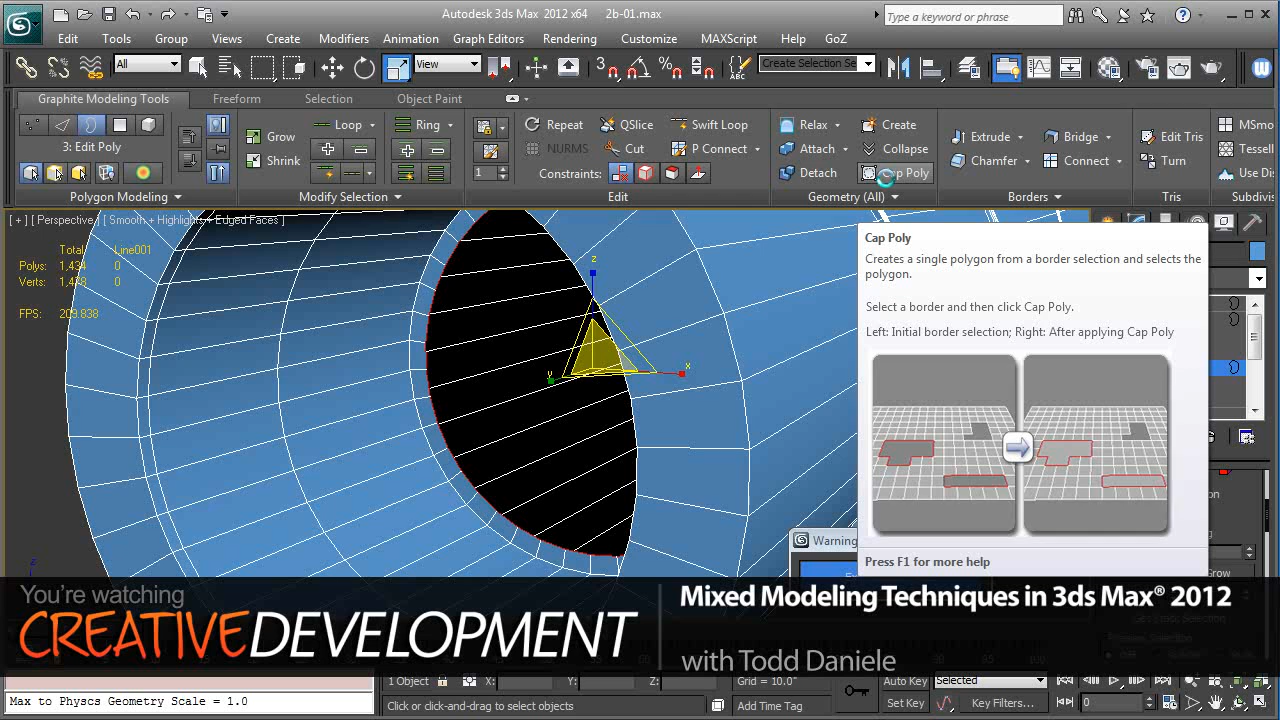 Autodesk 3ds Max 2012 x64 2b-01.max
Type a keyword or phrase
Edit Tools Group Views Create Modifiers Animation Graph Editors Rendering Customize MAXScript Help GoZ
All View Create Selection Se
Graphite Modeling Tools Freeform Selection Object Paint
Grow Loop Ring Repeat QSlice Swift Loop Relax Create Extrude Bridge Edit Tris MSmo
3: Edit Poly Shrink NURMS Cut P Connect Attach Collapse Chamfer Connect Turn Tessell
1 Constraints: Detach Cap Poly Use Dis
Polygon Modeling Modify Selection Edit Geometry (All) Borders Tris Subdivis
[ + ] [ Perspective ] [ Smooth + Highlights + Edged Faces ]
Total Line001
Polys: 1,434 0
Verts: 1,478 0
FPS: 209.838
z
x
y
Cap Poly
Creates a single polygon from a border selection and selects the
polygon.
Select a border and then click Cap Poly.
Left: Initial border selection; Right: After applying Cap Poly
Press F1 for more help
Warning
You're watching
CREATIVEDEVELOPMENT
Mixed Modeling Techniques in 3ds Max® 2012
with Todd Daniele
1 Object X: Y: Z: Grid = 10.0" Auto Key Selected
Max to Physcs Geometry Scale = 1.0 Click or click-and-drag to select objects Add Time Tag Set Key Key Filters... 0